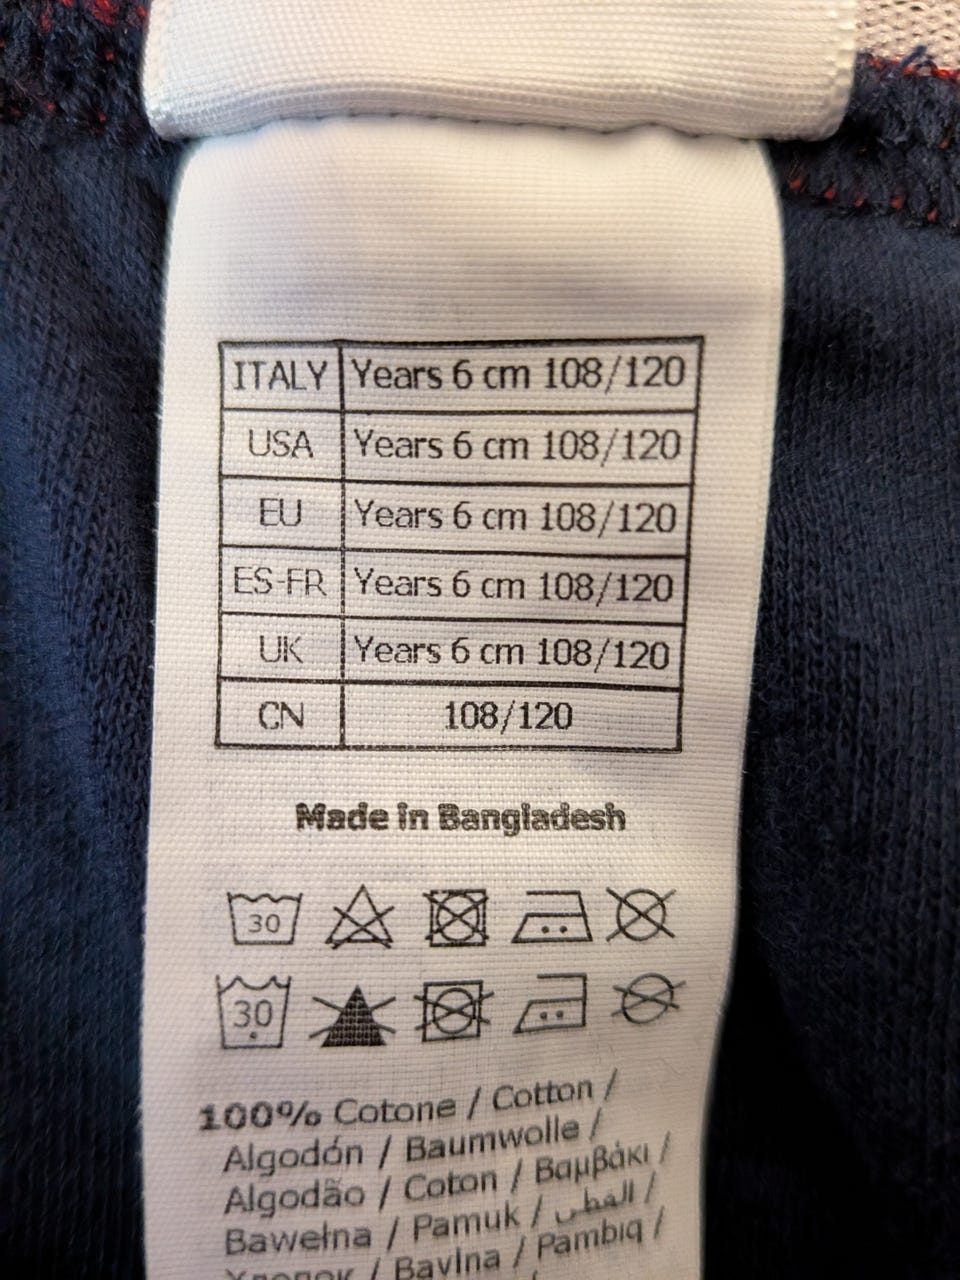 ITALY Years 6 cm 108/120
USA Years 6 cm 108/120
EU Years 6 cm 108/120
ES-FR Years 6 cm 108/120
UK Years 6 cm 108/120
CN 108/120
Made in Bangladesh
30
30
100% Cotone / Cotton /
Algodón / Baumwolle /
Algodão / Coton / Βαμβάκι /
Bawełna / Pamuk / القطن /
Хлопок / Bavlna / Pambıq /